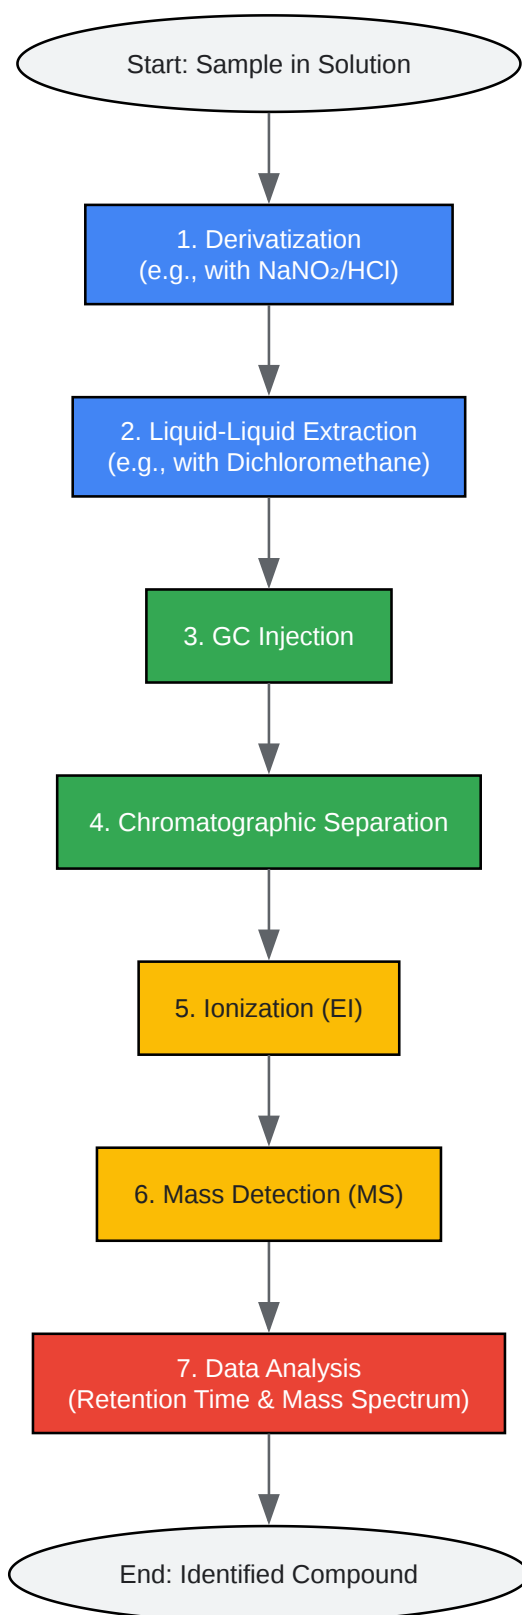 Start: Sample in Solution
1. Derivatization
(e.g., with NaNO₂/HCl)
2. Liquid-Liquid Extraction
(e.g., with Dichloromethane)
3. GC Injection
4. Chromatographic Separation
5. Ionization (EI)
6. Mass Detection (MS)
7. Data Analysis
(Retention Time & Mass Spectrum)
End: Identified Compound